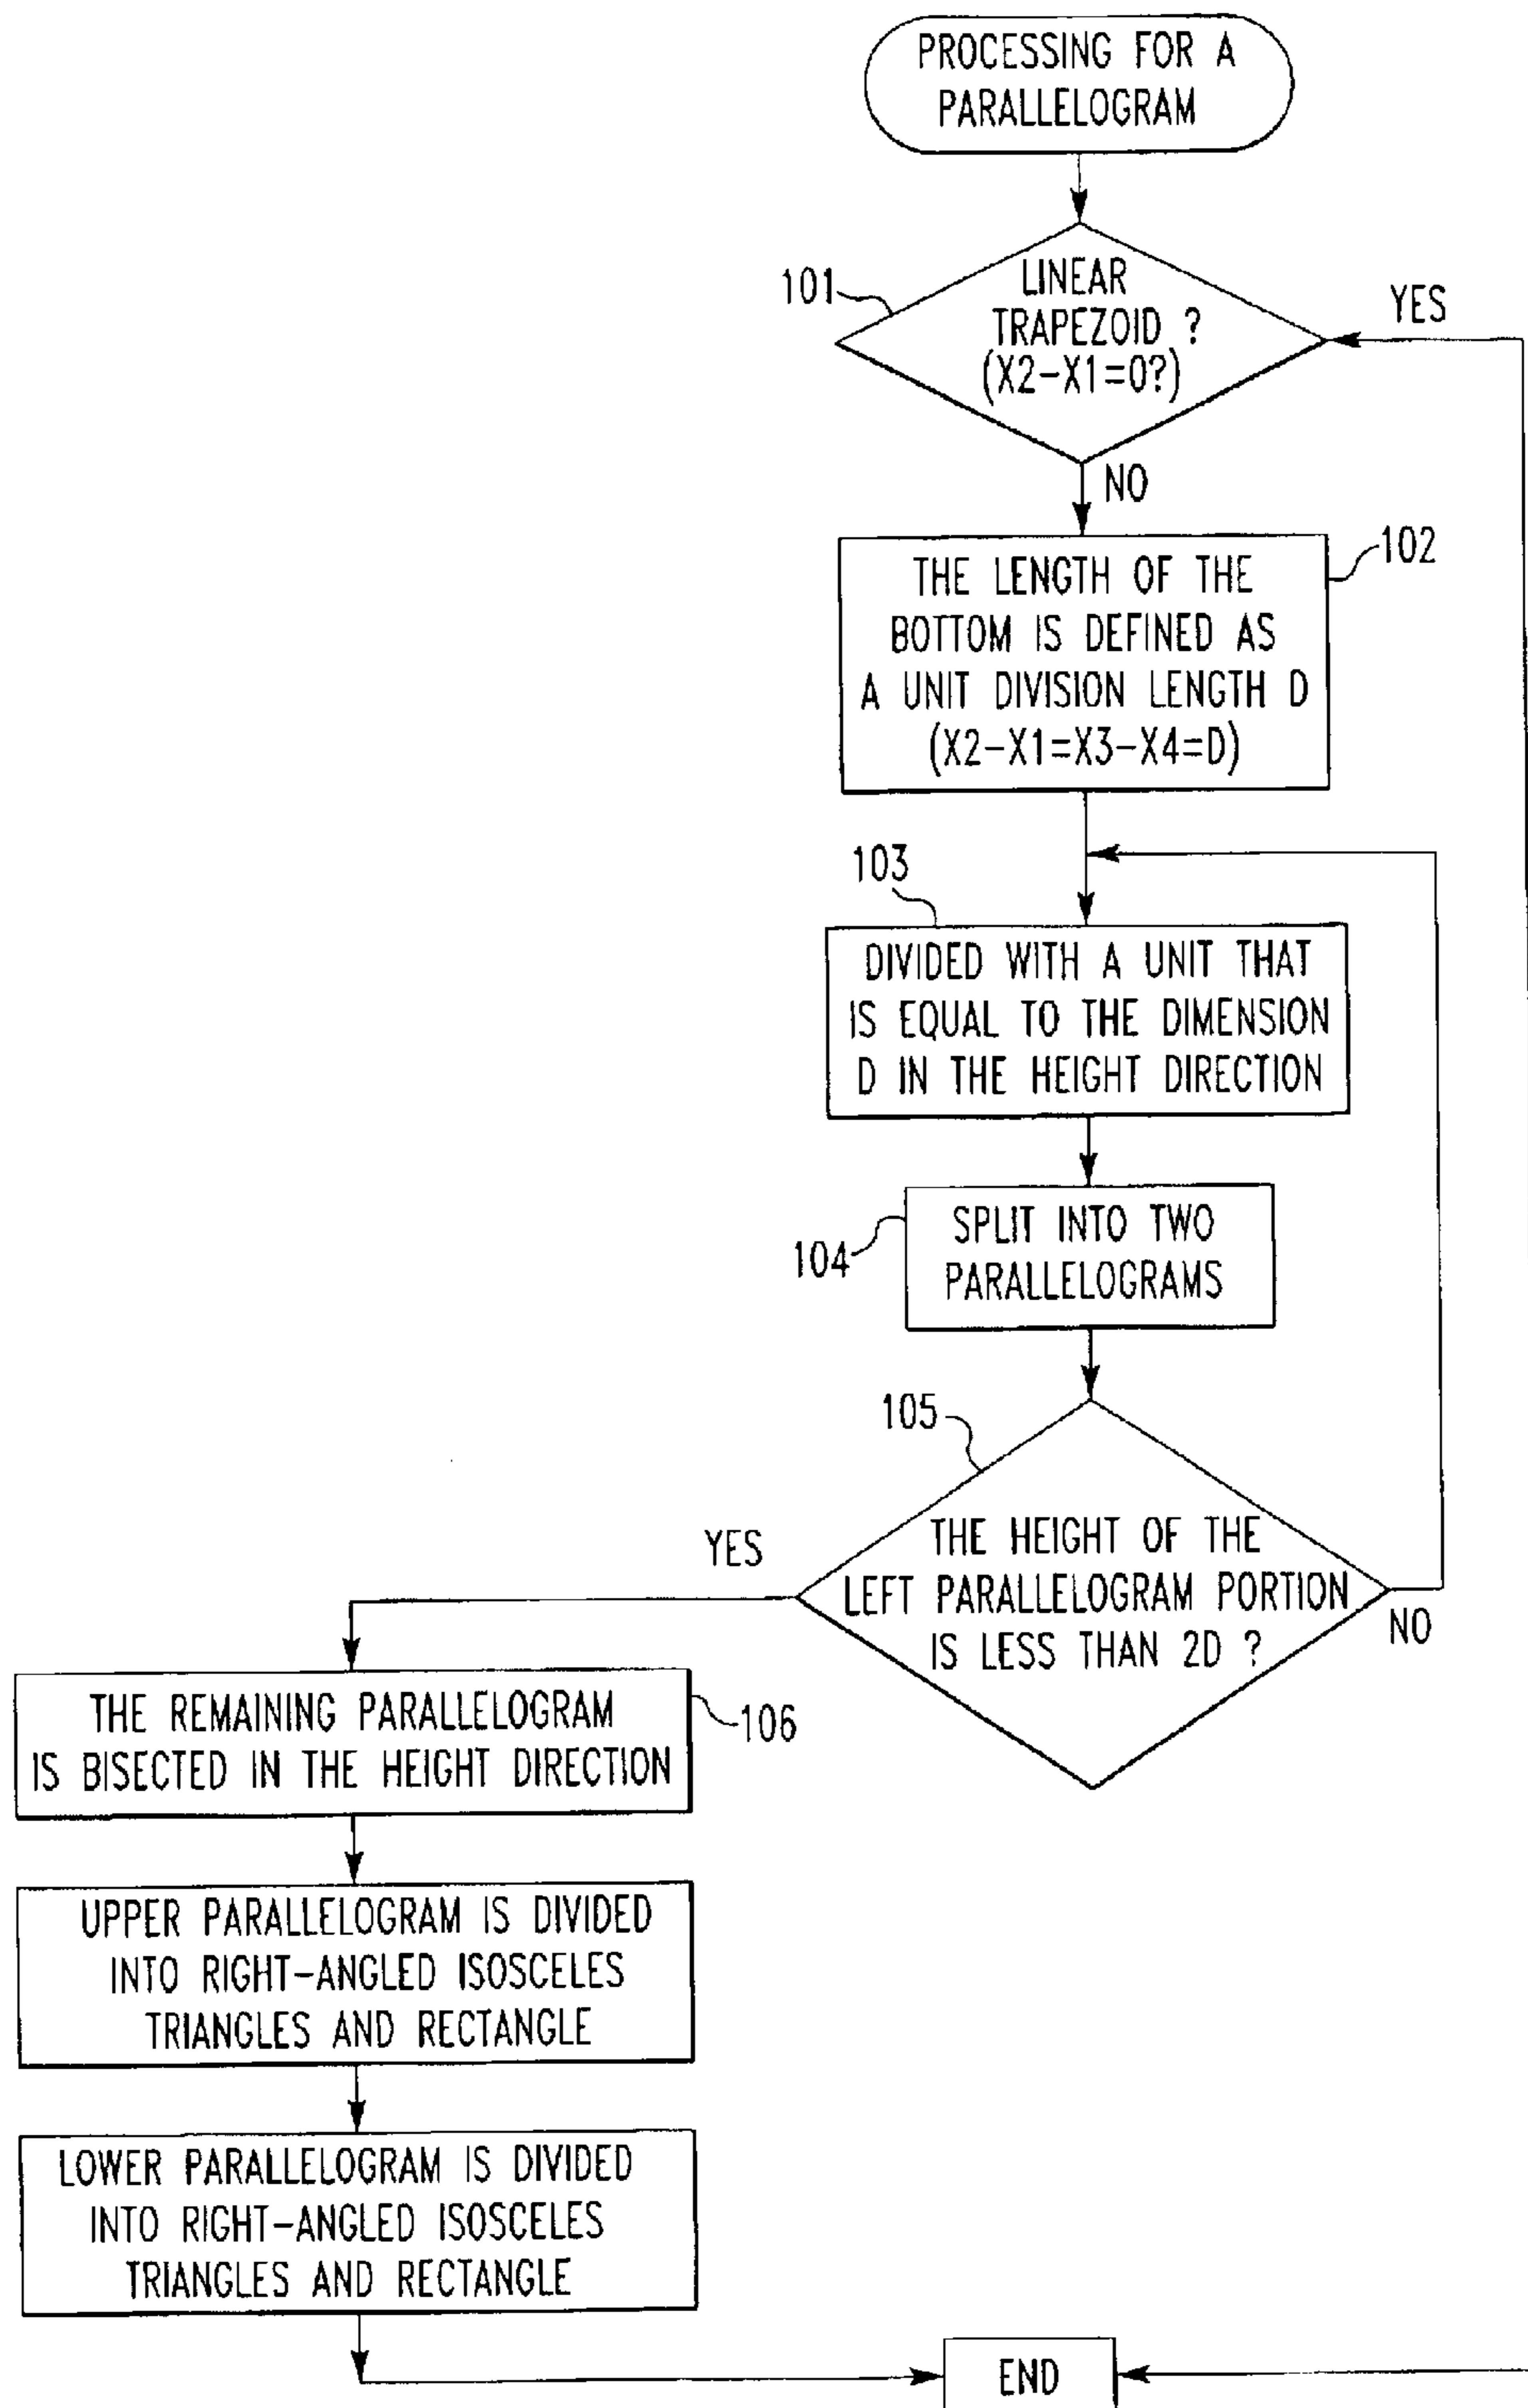 PROCESSING FOR A
PARALLELOGRAM
101
LINEAR
TRAPEZOID ?
(X2-X1=0?)
YES
NO
102
THE LENGTH OF THE
BOTTOM IS DEFINED AS
A UNIT DIVISION LENGTH D
(X2-X1=X3-X4=D)
103
DIVIDED WITH A UNIT THAT
IS EQUAL TO THE DIMENSION
D IN THE HEIGHT DIRECTION
104
SPLIT INTO TWO
PARALLELOGRAMS
105
THE HEIGHT OF THE
LEFT PARALLELOGRAM PORTION
IS LESS THAN 2D ?
YES
NO
THE REMAINING PARALLELOGRAM
IS BISECTED IN THE HEIGHT DIRECTION
106
UPPER PARALLELOGRAM IS DIVIDED
INTO RIGHT-ANGLED ISOSCELES
TRIANGLES AND RECTANGLE
LOWER PARALLELOGRAM IS DIVIDED
INTO RIGHT-ANGLED ISOSCELES
TRIANGLES AND RECTANGLE
END